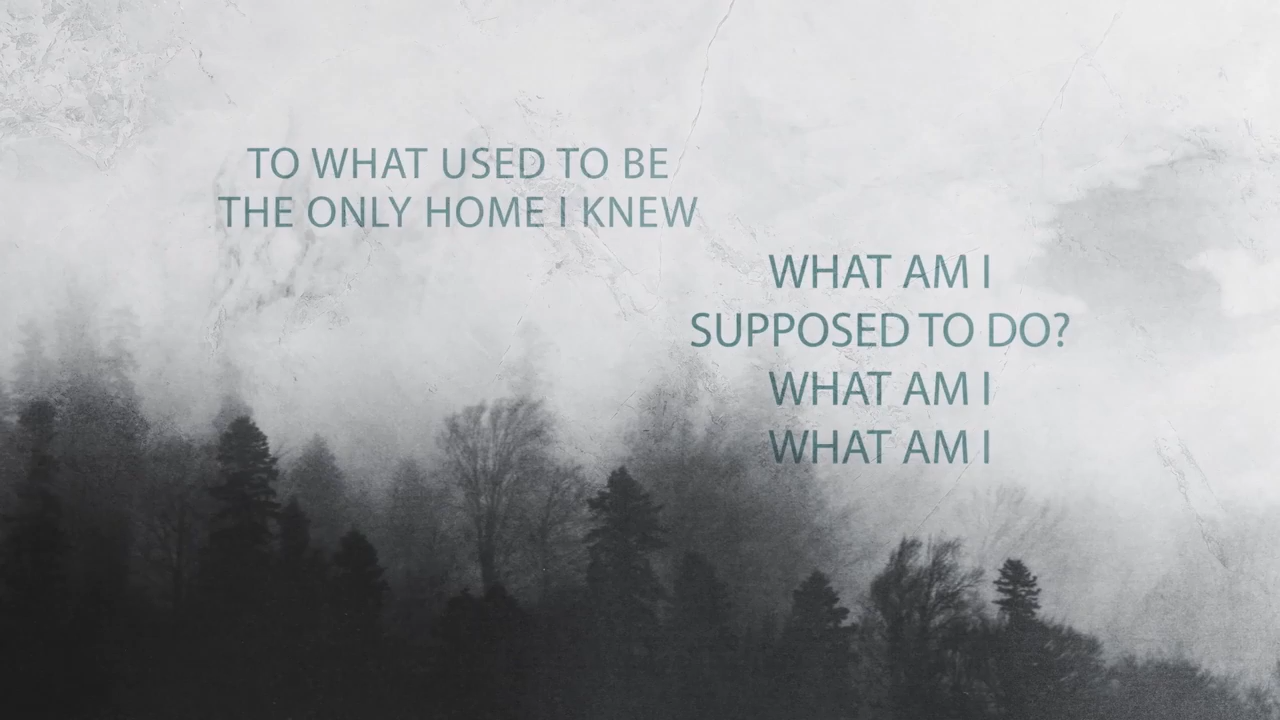 TO WHAT USED TO BE
THE ONLY HOME I KNEW
WHAT AM I
SUPPOSED TO DO?
WHAT AM I
WHAT AM I